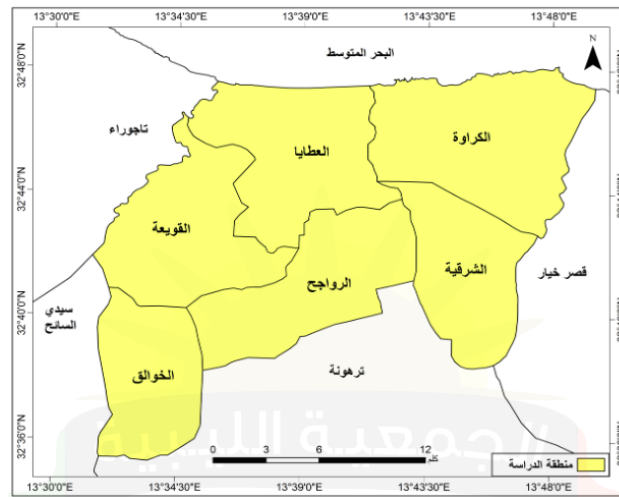 13°30'0"E 13°34'30"E 13°39'0"E 13°43'30"E 13°48'0"E
32°48'0"N
32°44'0"N
32°40'0"N
32°36'0"N
N
البحر المتوسط
تاجوراء
الكراوة
العطايا
القويعة
الشرقية
قصر خيار
الرواجح
سيدي
السائح
ترهونة
الخوالق
الجمعية الليبية
0 3 6 12
كم
منطقة الدراسة
13°30'0"E 13°34'30"E 13°39'0"E 13°43'30"E 13°48'0"E